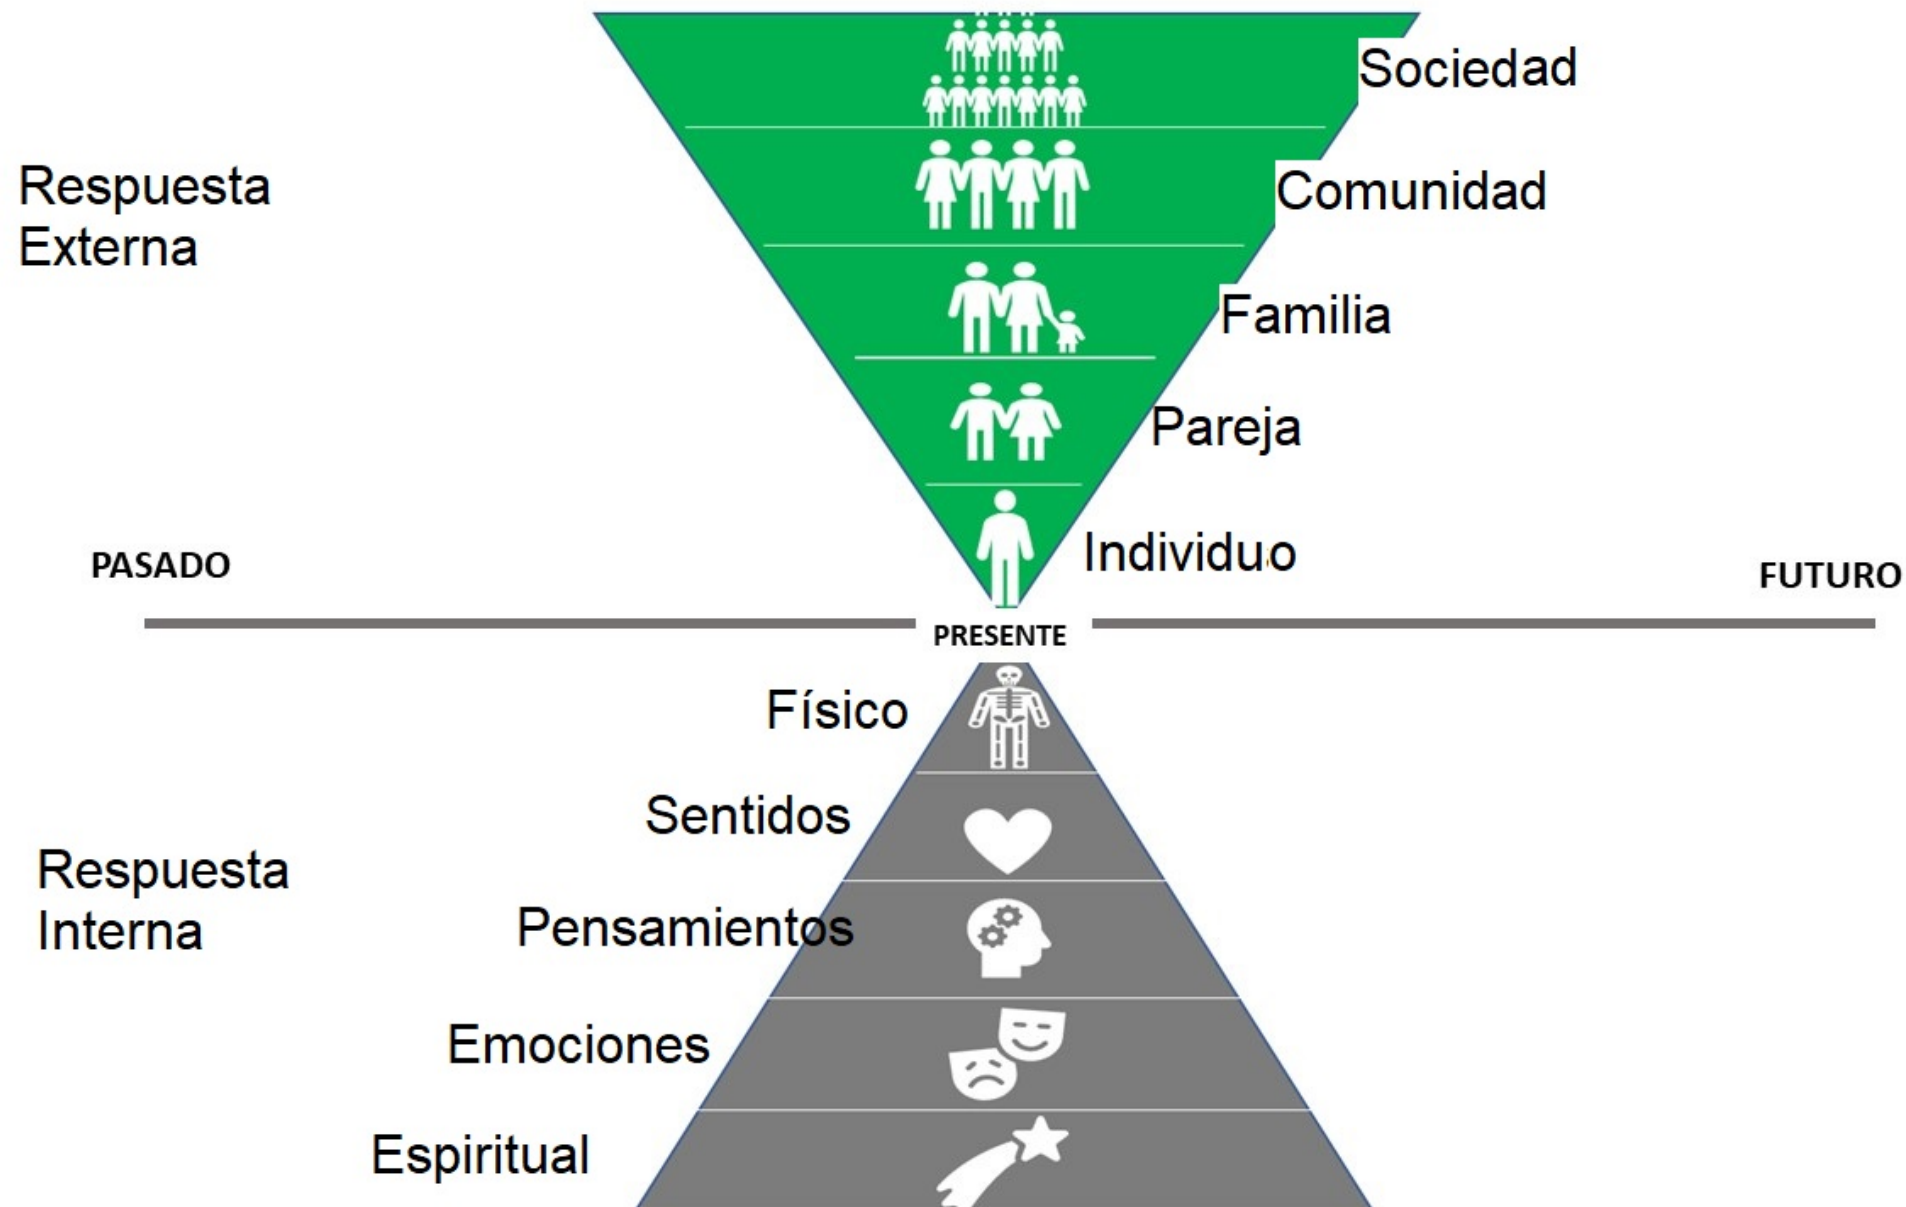 Sociedad
Respuesta
Externa
Comunidad
Familia
Pareja
Individuo
PASADO
FUTURO
PRESENTE
Físico
Sentidos
Respuesta
Interna
Pensamientos
Emociones
Espiritual